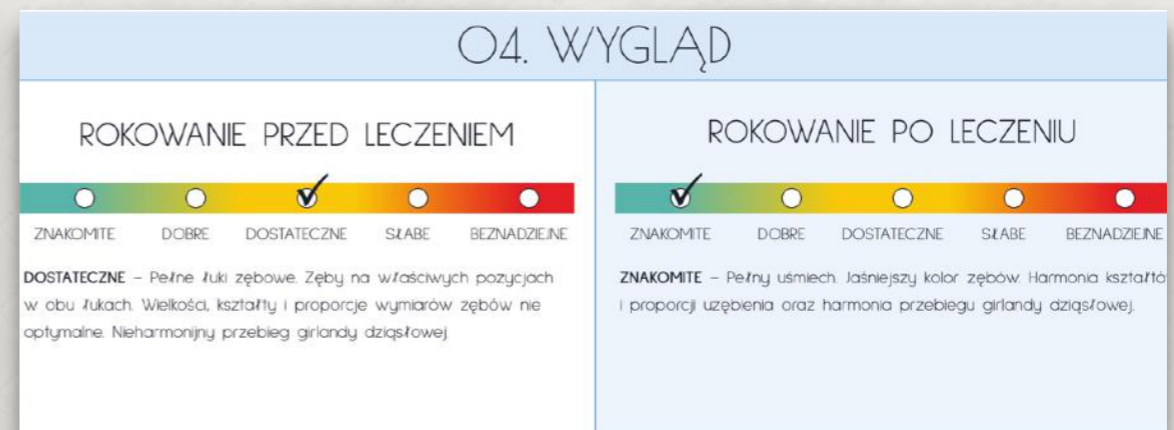 04. WYGLĄD
ROKOWANIE PRZED LECZENIEM
ZNAKOMITE DOBRE DOSTATECZNE SŁABE BEZNADZIEJNE
DOSTATECZNE – Pełne łuki zębowe. Zęby na właściwych pozycjach
w obu łukach. Wielkości, kształty i proporcje wymiarów zębów nie
optymalne. Nieharmonijny przebieg girlandy dziąsłowej.
ROKOWANIE PO LECZENIU
ZNAKOMITE DOBRE DOSTATECZNE SŁABE BEZNADZIEJNE
ZNAKOMITE – Pełny uśmiech. Jaśniejszy kolor zębów. Harmonia kształtó
i proporcji uzębienia oraz harmonia przebiegu girlandy dziąsłowej.